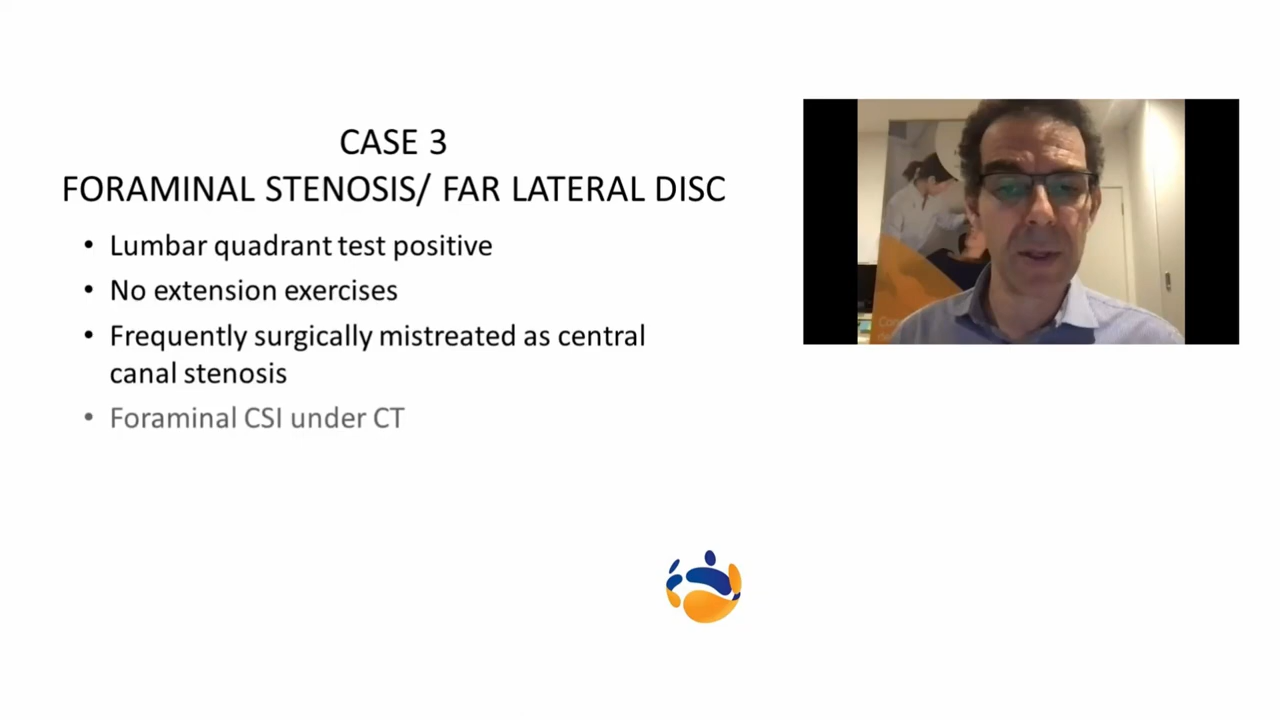 CASE 3
FORAMINAL STENOSIS/ FAR LATERAL DISC
• Lumbar quadrant test positive
• No extension exercises
• Frequently surgically mistreated as central
canal stenosis
• Foraminal CSI under CT